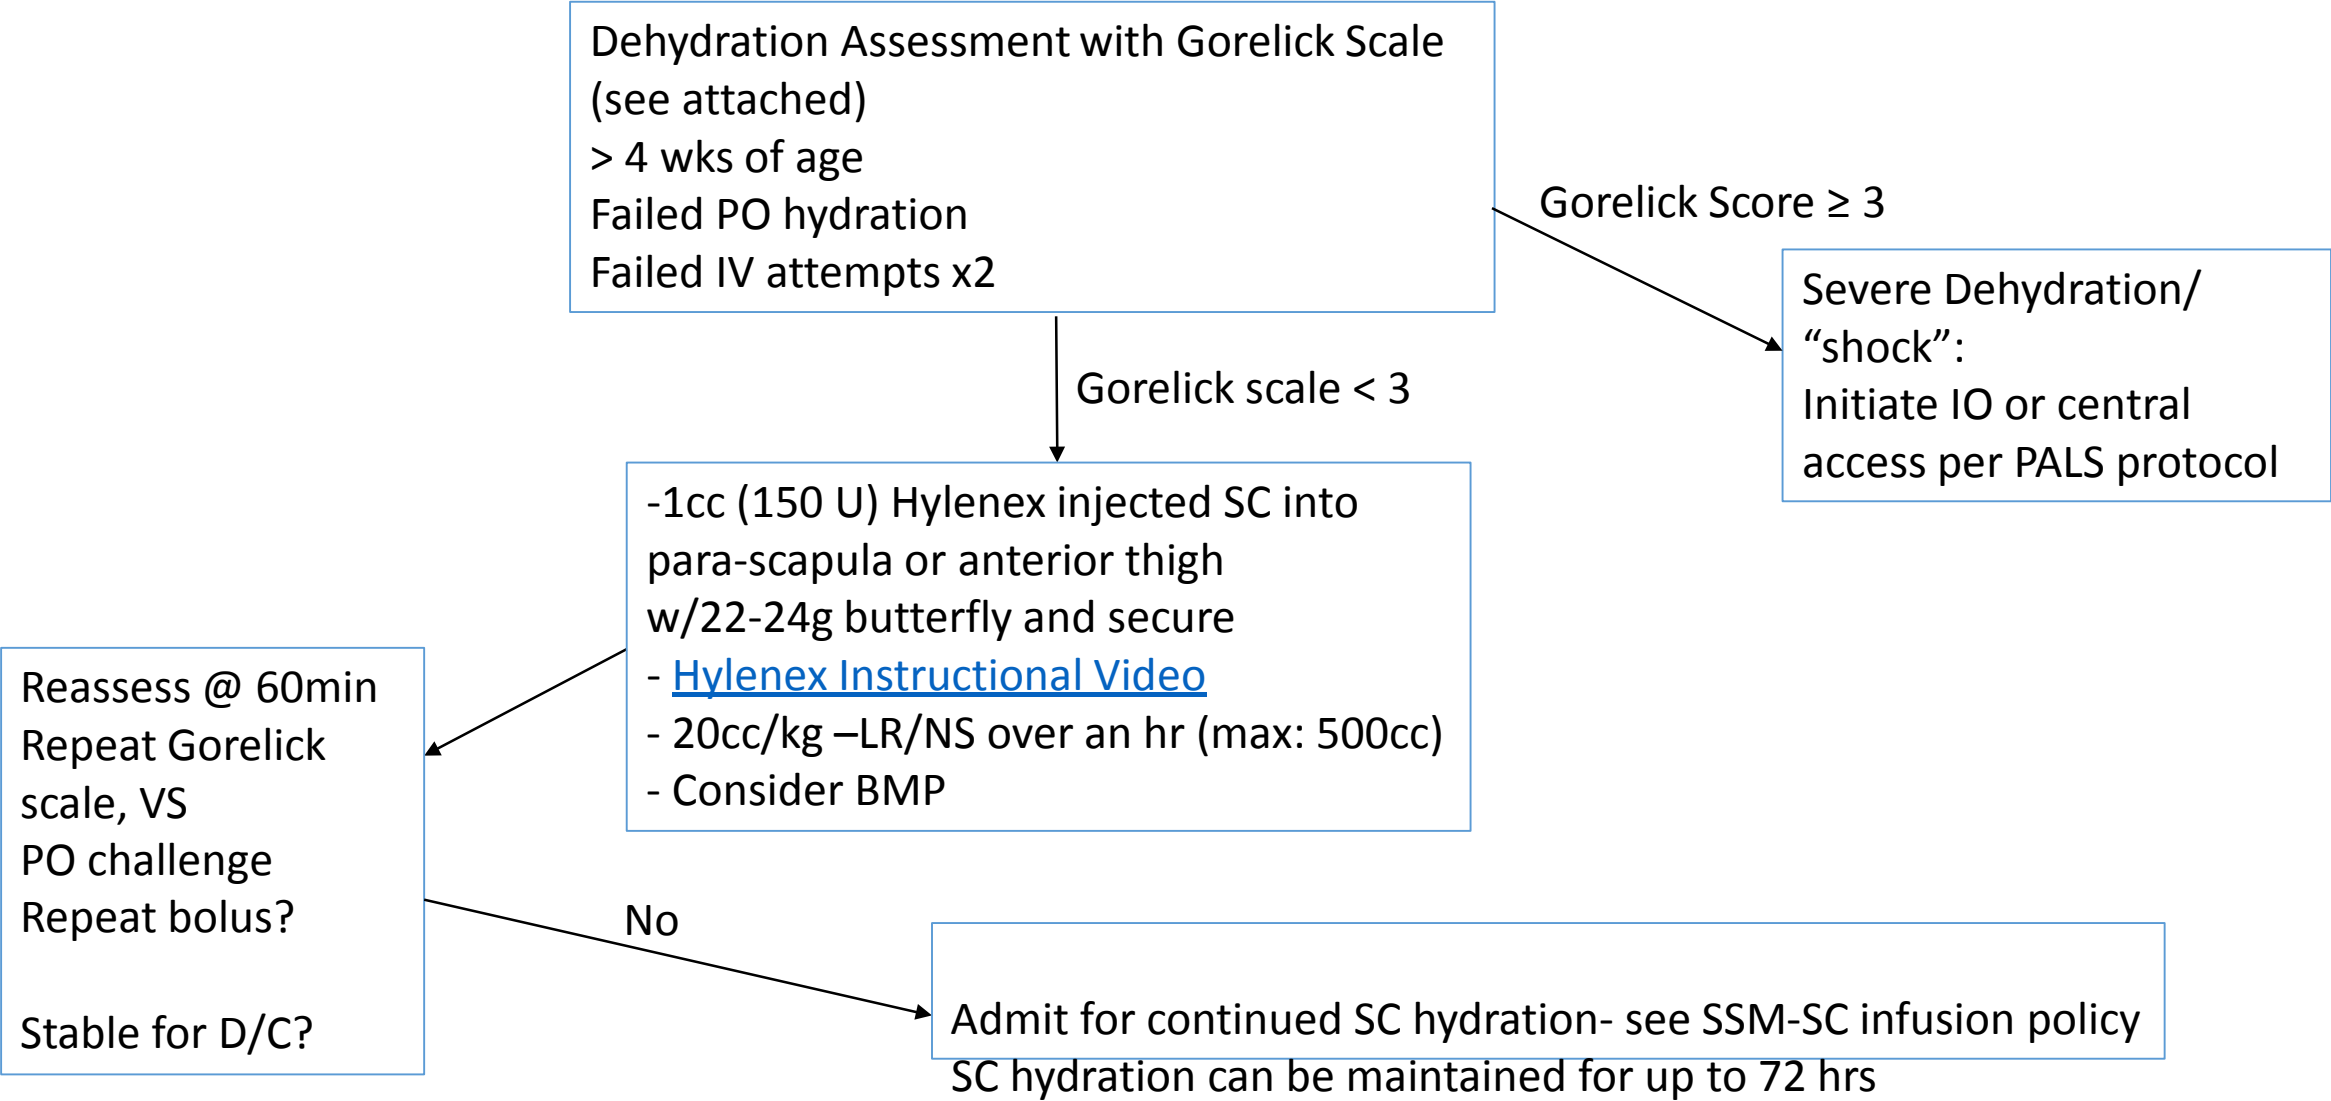 Dehydration Assessment with Gorelick Scale
(see attached)
> 4 wks of age
Failed PO hydration
Failed IV attempts x2
Gorelick Score ≥ 3
Severe Dehydration/
“shock”:
Initiate IO or central
access per PALS protocol
Gorelick scale < 3
-1cc (150 U) Hylenex injected SC into
para-scapula or anterior thigh
w/22-24g butterfly and secure
- Hylenex Instructional Video
- 20cc/kg –LR/NS over an hr (max: 500cc)
- Consider BMP
Reassess @ 60min
Repeat Gorelick
scale, VS
PO challenge
Repeat bolus?
Stable for D/C?
No
Admit for continued SC hydration- see SSM-SC infusion policy
SC hydration can be maintained for up to 72 hrs